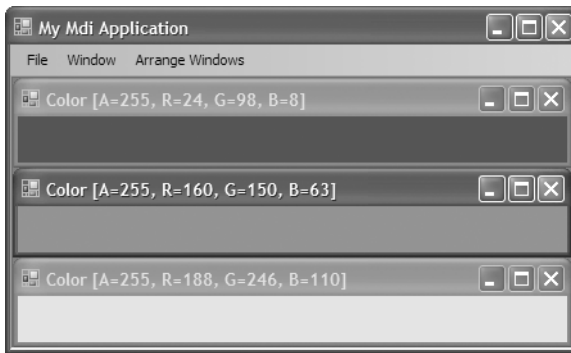 My Mdi Application
File Window Arrange Windows
Color [A=255, R=24, G=98, B=8]
Color [A=255, R=160, G=150, B=63]
Color [A=255, R=188, G=246, B=110]